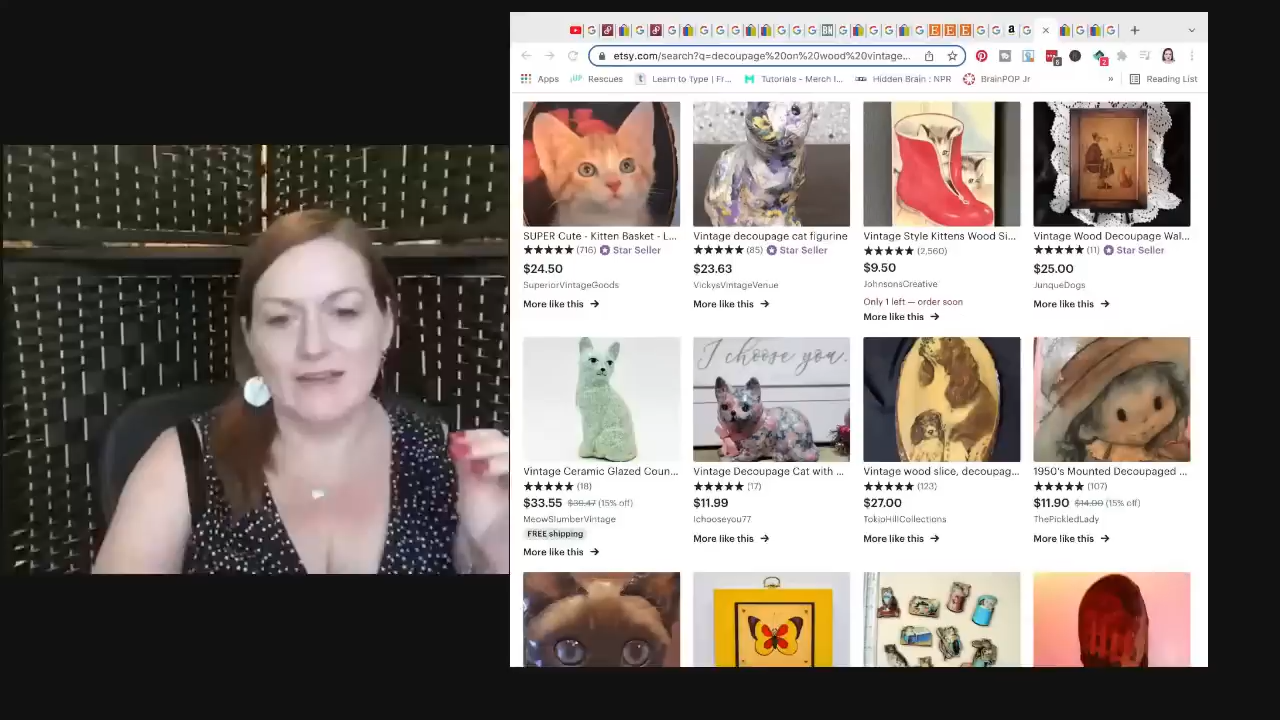 etsy.com/search?q=decoupage%20on%20wood%20vintage...
Apps
UP Rescues
t Learn to Type | Fr...
Tutorials - Merch I...
Hidden Brain : NPR
BrainPOP Jr
»
Reading List
SUPER Cute - Kitten Basket - L...
Vintage decoupage cat figurine
Vintage Style Kittens Wood Si...
Vintage Wood Decoupage Wal...
★★★★★ (716) Star Seller
★★★★★ (85) Star Seller
★★★★★ (2,560)
★★★★★ (11) Star Seller
$24.50
$23.63
$9.50
$25.00
SuperiorVintageGoods
VickysVintageVenue
JohnsonsCreative
JunqueDogs
Only 1 left — order soon
More like this →
More like this →
More like this →
More like this →
I choose you.
Vintage Ceramic Glazed Coun...
Vintage Decoupage Cat with ...
Vintage wood slice, decoupag...
1950's Mounted Decoupaged ...
★★★★★ (18)
★★★★★ (17)
★★★★★ (123)
★★★★★ (107)
$33.55 $39.47 (15% off)
$11.99
$27.00
$11.90 $14.00 (15% off)
MeowSlumberVintage
Ichooseyou77
TokioHillCollections
ThePickledLady
FREE shipping
More like this →
More like this →
More like this →
More like this →